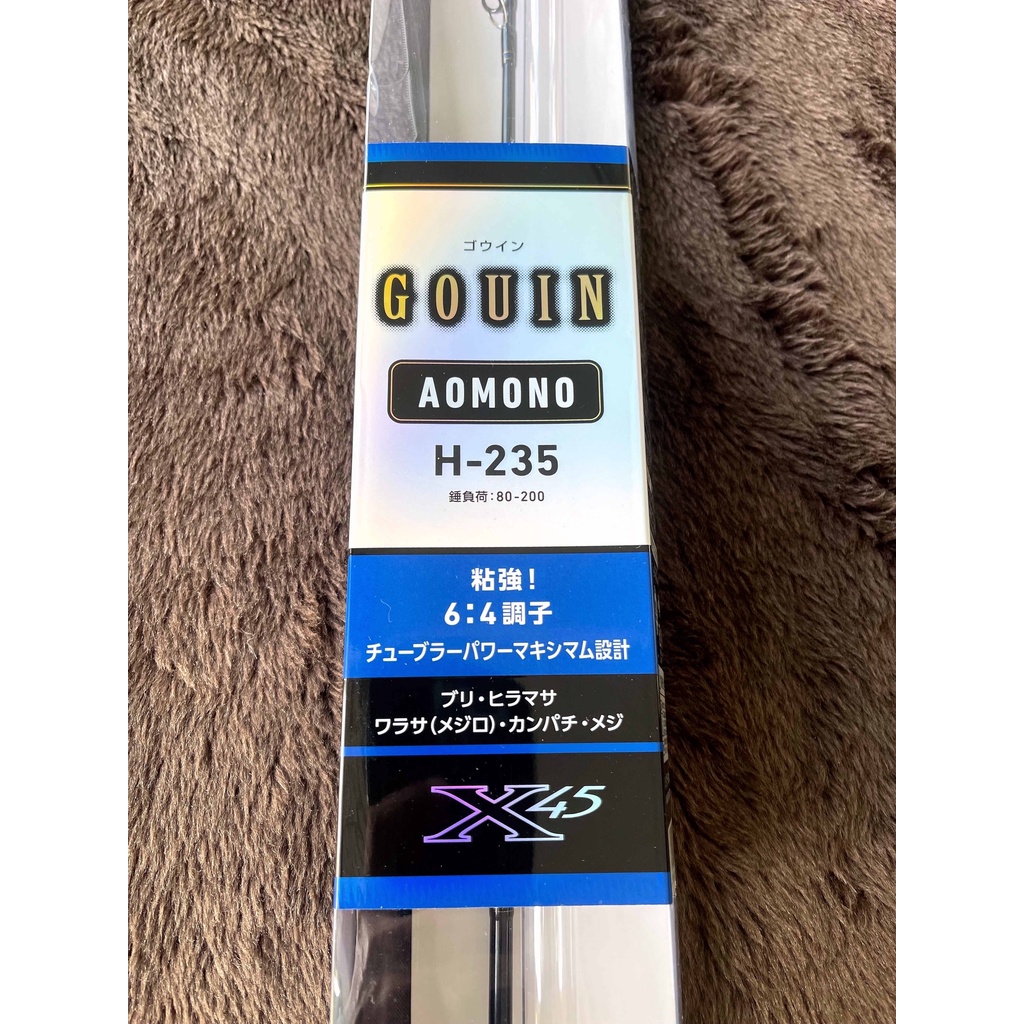 ゴウイン
GOUIN
AOMONO
H-235
錘負荷:80-200
粘強!
6:4調子
チューブラーパワーマキシマム設計
ブリ・ヒラマサ
ワラサ(メジロ)・カンパチ・メジ
X45